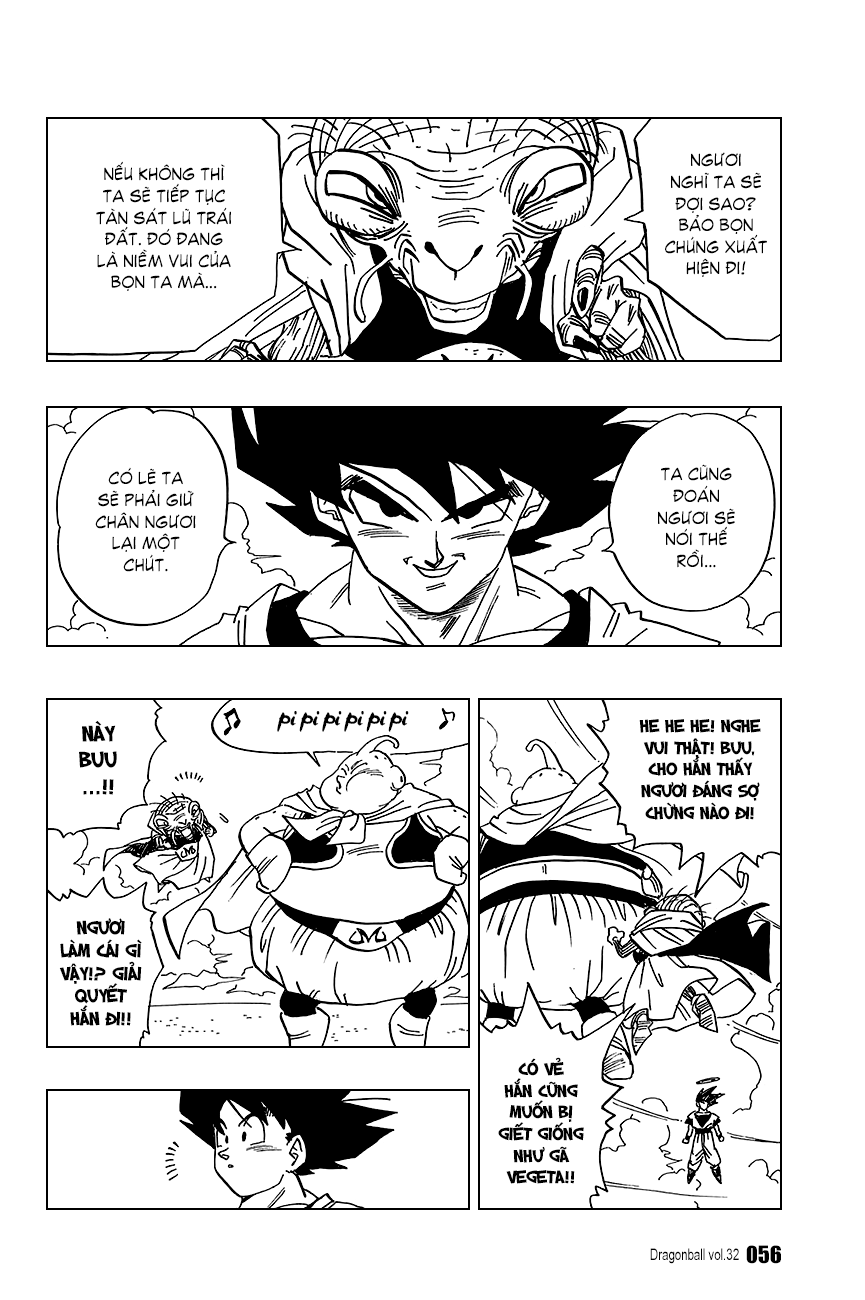 NGƯƠI
NGHĨ TA SẼ
ĐỢI SAO?
BẢO BỌN
CHÚNG XUẤT
HIỆN ĐI!
NẾU KHÔNG THÌ
TA SẼ TIẾP TỤC
TÀN SÁT LŨ TRÁI
ĐẤT. ĐÓ ĐANG
LÀ NIỀM VUI CỦA
BỌN TA MÀ...
TA CŨNG
ĐOÁN
NGƯƠI SẼ
NÓI THẾ
RỒI...
CÓ LẼ TA
SẼ PHẢI GIỮ
CHÂN NGƯƠI
LẠI MỘT
CHÚT.
HE HE HE! NGHE
VUI THẬT! BUU,
CHO HẮN THẤY
NGƯƠI ĐÁNG SỢ
CHỪNG NÀO ĐI!
CÓ VẺ
HẮN CŨNG
MUỐN BỊ
GIẾT GIỐNG
NHƯ GÃ
VEGETA!!
♫ pi pi pi pi pi pi ♪
NÀY
BUU
...!!
NGƯƠI
LÀM CÁI GÌ
VẬY!? GIẢI
QUYẾT
HẮN ĐI!!
Dragonball vol.32 056